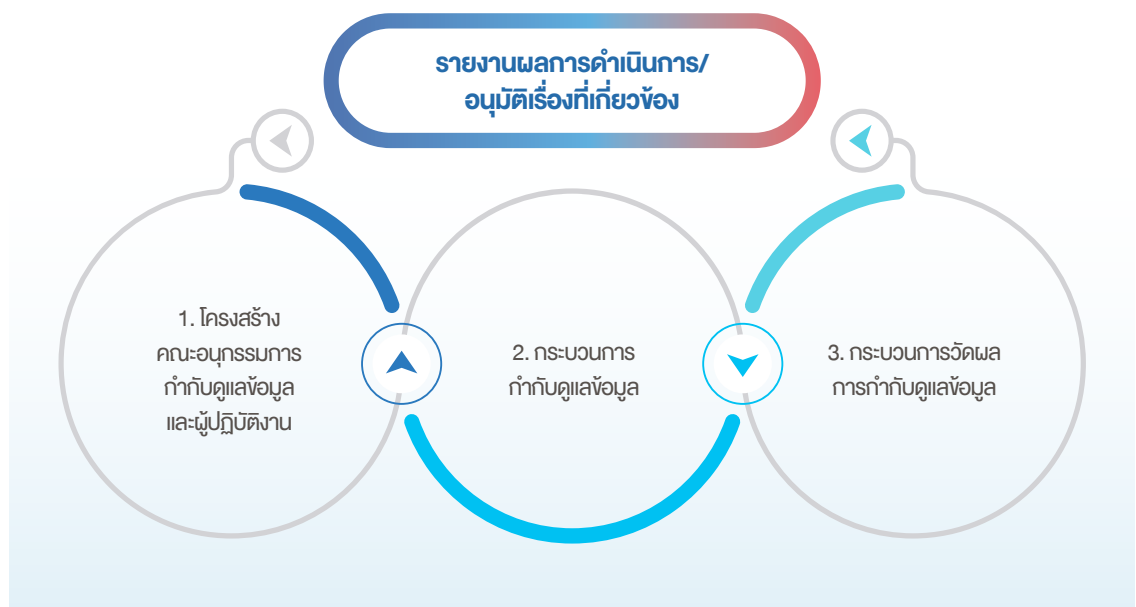 รายงานผลการดำเนินการ/
อนุมัติเรื่องที่เกี่ยวข้อง
1. โครงสร้าง
คณะอนุกรรมการ
กำกับดูแลข้อมูล
และผู้ปฏิบัติงาน
2. กระบวนการ
กำกับดูแลข้อมูล
3. กระบวนการวัดผล
การกำกับดูแลข้อมูล